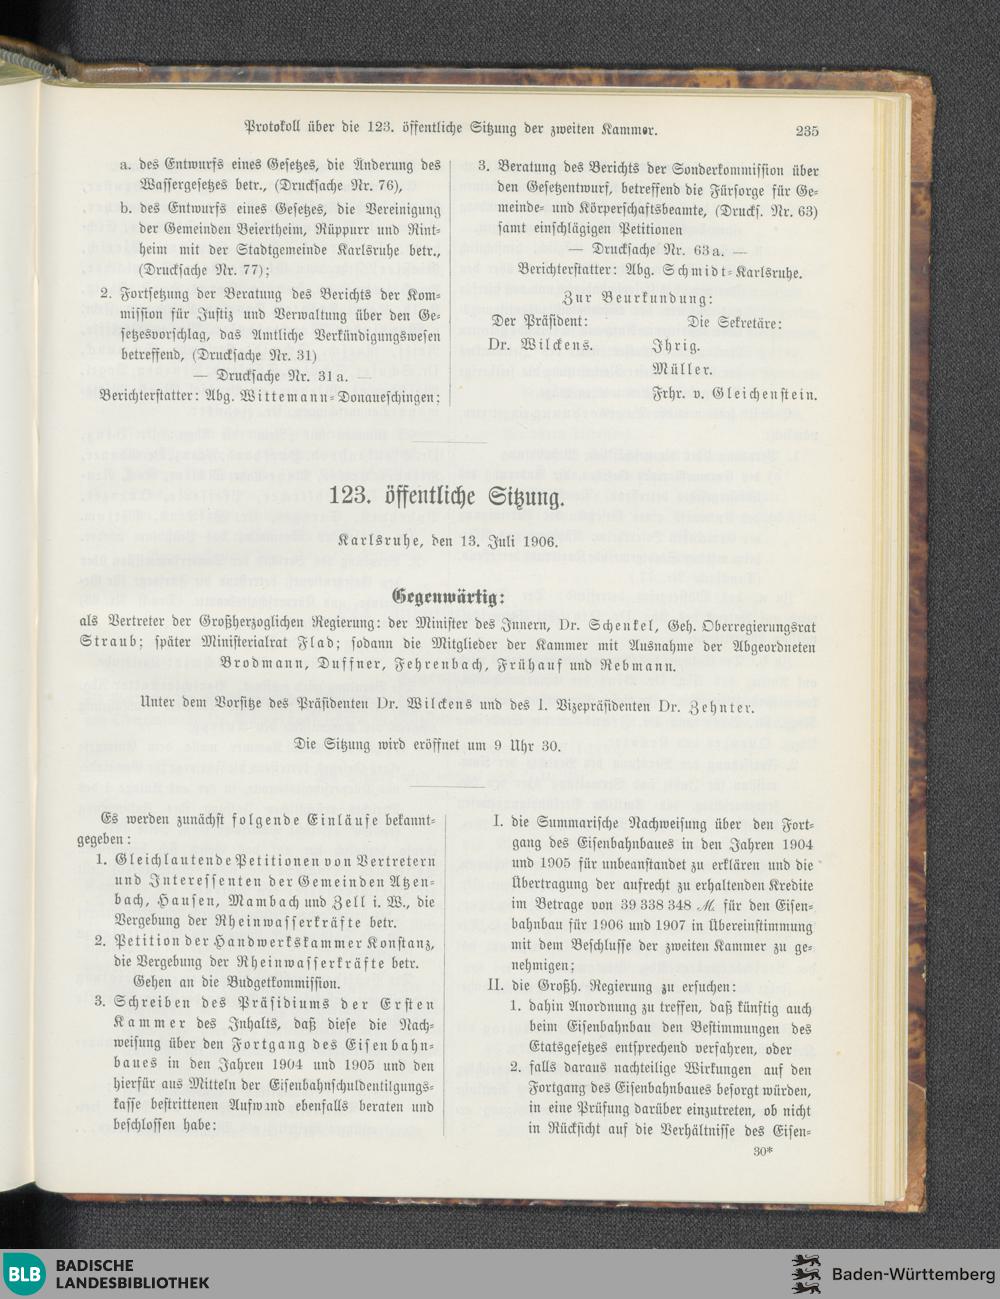 Protokoll über die 123. öffentliche Sitzung der zweiten Kammer.
235
a. des Entwurfs eines Gesetzes, die Änderung des
Wassergesetzes betr., (Drucksache Nr. 76),
b. des Entwurfs eines Gesetzes, die Vereinigung
der Gemeinden Beiertheim, Rüppurr und Rint-
heim mit der Stadtgemeinde Karlsruhe betr.,
(Drucksache Nr. 77);
2. Fortsetzung der Beratung des Berichts der Kom-
mission für Justiz und Verwaltung über den Ge-
setzesvorschlag, das Amtliche Verkündigungswesen
betreffend, (Drucksache Nr. 31)
— Drucksache Nr. 31 a. —
Berichterstatter: Abg. Wittemann-Donaueschingen;
3. Beratung des Berichts der Sonderkommission über
den Gesetzentwurf, betreffend die Fürsorge für Ge-
meinde- und Körperschaftsbeamte, (Drucks. Nr. 63)
samt einschlägigen Petitionen
— Drucksache Nr. 63 a. —
Berichterstatter: Abg. Schmidt-Karlsruhe.
Zur Beurkundung:
Der Präsident: Die Sekretäre:
Dr. Wilckens. Ihrig.
Müller.
Frhr. v. Gleichenstein.
123. öffentliche Sitzung.
Karlsruhe, den 13. Juli 1906.
Gegenwärtig:
als Vertreter der Großherzoglichen Regierung: der Minister des Innern, Dr. Schenkel, Geh. Oberregierungsrat
Straub; später Ministerialrat Flad; sodann die Mitglieder der Kammer mit Ausnahme der Abgeordneten
Brodmann, Duffner, Fehrenbach, Frühauf und Rebmann.
Unter dem Vorsitze des Präsidenten Dr. Wilckens und des I. Vizepräsidenten Dr. Zehnter.
Die Sitzung wird eröffnet um 9 Uhr 30.
Es werden zunächst folgende Einläufe bekannt-
gegeben:
1. Gleichlautende Petitionen von Vertretern
und Interessenten der Gemeinden Atzen-
bach, Hausen, Mambach und Zell i. W., die
Vergebung der Rheinwasserkräfte betr.
2. Petition der Handwerkskammer Konstanz,
die Vergebung der Rheinwasserkräfte betr.
Gehen an die Budgetkommission.
3. Schreiben des Präsidiums der Ersten
Kammer des Inhalts, daß diese die Nach-
weisung über den Fortgang des Eisenbahn-
baues in den Jahren 1904 und 1905 und den
hierfür aus Mitteln der Eisenbahnschuldentilgungs-
kasse bestrittenen Aufwand ebenfalls beraten und
beschlossen habe:
I. die Summarische Nachweisung über den Fort-
gang des Eisenbahnbaues in den Jahren 1904
und 1905 für unbeanstandet zu erklären und die
Übertragung der aufrecht zu erhaltenden Kredite
im Betrage von 39 338 348 M. für den Eisen-
bahnbau für 1906 und 1907 in Übereinstimmung
mit dem Beschlusse der zweiten Kammer zu ge-
nehmigen;
II. die Großh. Regierung zu ersuchen:
1. dahin Anordnung zu treffen, daß künftig auch
beim Eisenbahnbau den Bestimmungen des
Etatsgesetzes entsprechend verfahren, oder
2. falls daraus nachteilige Wirkungen auf den
Fortgang des Eisenbahnbaues besorgt würden,
in eine Prüfung darüber einzutreten, ob nicht
in Rücksicht auf die Verhältnisse des Eisen-
30*
BLB BADISCHE
LANDESBIBLIOTHEK
Baden-Württemberg